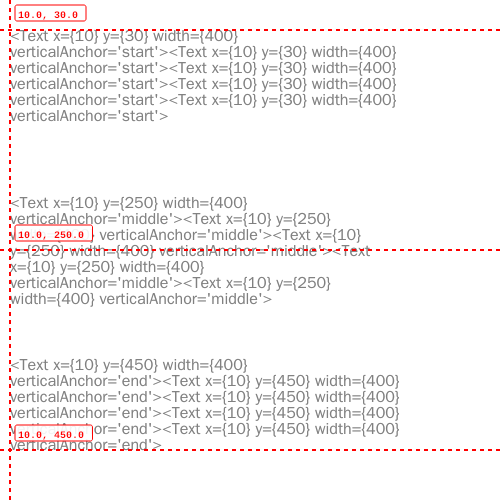 10.0, 30.0
<Text x={10} y={30} width={400}
verticalAnchor='start'><Text x={10} y={30} width={400}
verticalAnchor='start'><Text x={10} y={30} width={400}
verticalAnchor='start'><Text x={10} y={30} width={400}
verticalAnchor='start'><Text x={10} y={30} width={400}
verticalAnchor='start'>
<Text x={10} y={250} width={400}
verticalAnchor='middle'><Text x={10} y={250}
10.0, 250.0 verticalAnchor='middle'><Text x={10}
y={250} width={400} verticalAnchor='middle'><Text
x={10} y={250} width={400}
verticalAnchor='middle'><Text x={10} y={250}
width={400} verticalAnchor='middle'>
<Text x={10} y={450} width={400}
verticalAnchor='end'><Text x={10} y={450} width={400}
verticalAnchor='end'><Text x={10} y={450} width={400}
verticalAnchor='end'><Text x={10} y={450} width={400}
10.0, 450.0 'end'><Text x={10} y={450} width={400}
verticalAnchor='end'>